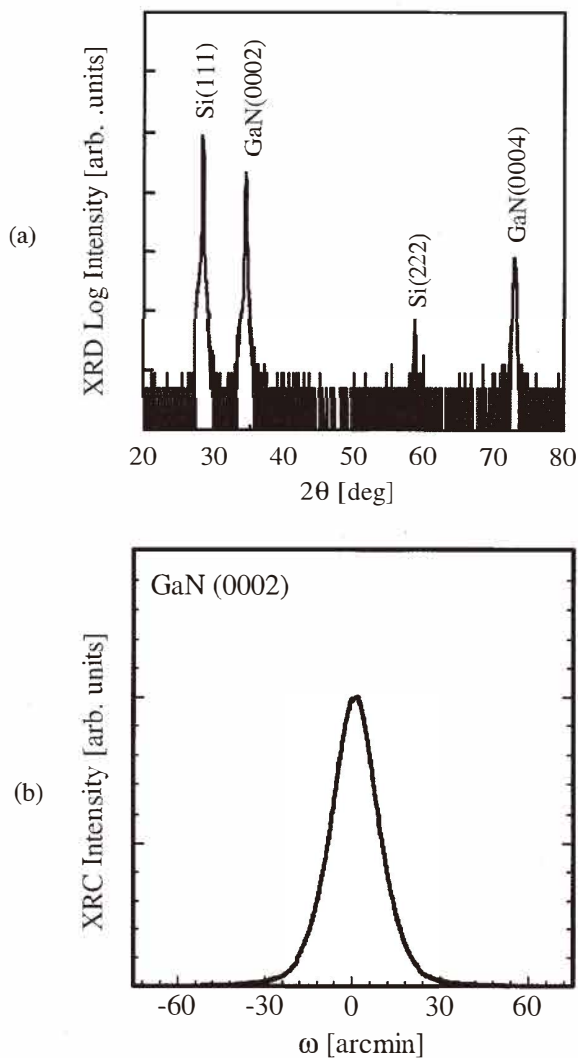 (a)
XRD Log Intensity [arb. .units]
Si(111)
GaN(0002)
Si(222)
GaN(0004)
20 30 40 50 60 70 80
2θ [deg]
(b)
XRC Intensity [arb. units]
GaN (0002)
-60 -30 0 30 60
ω [arcmin]